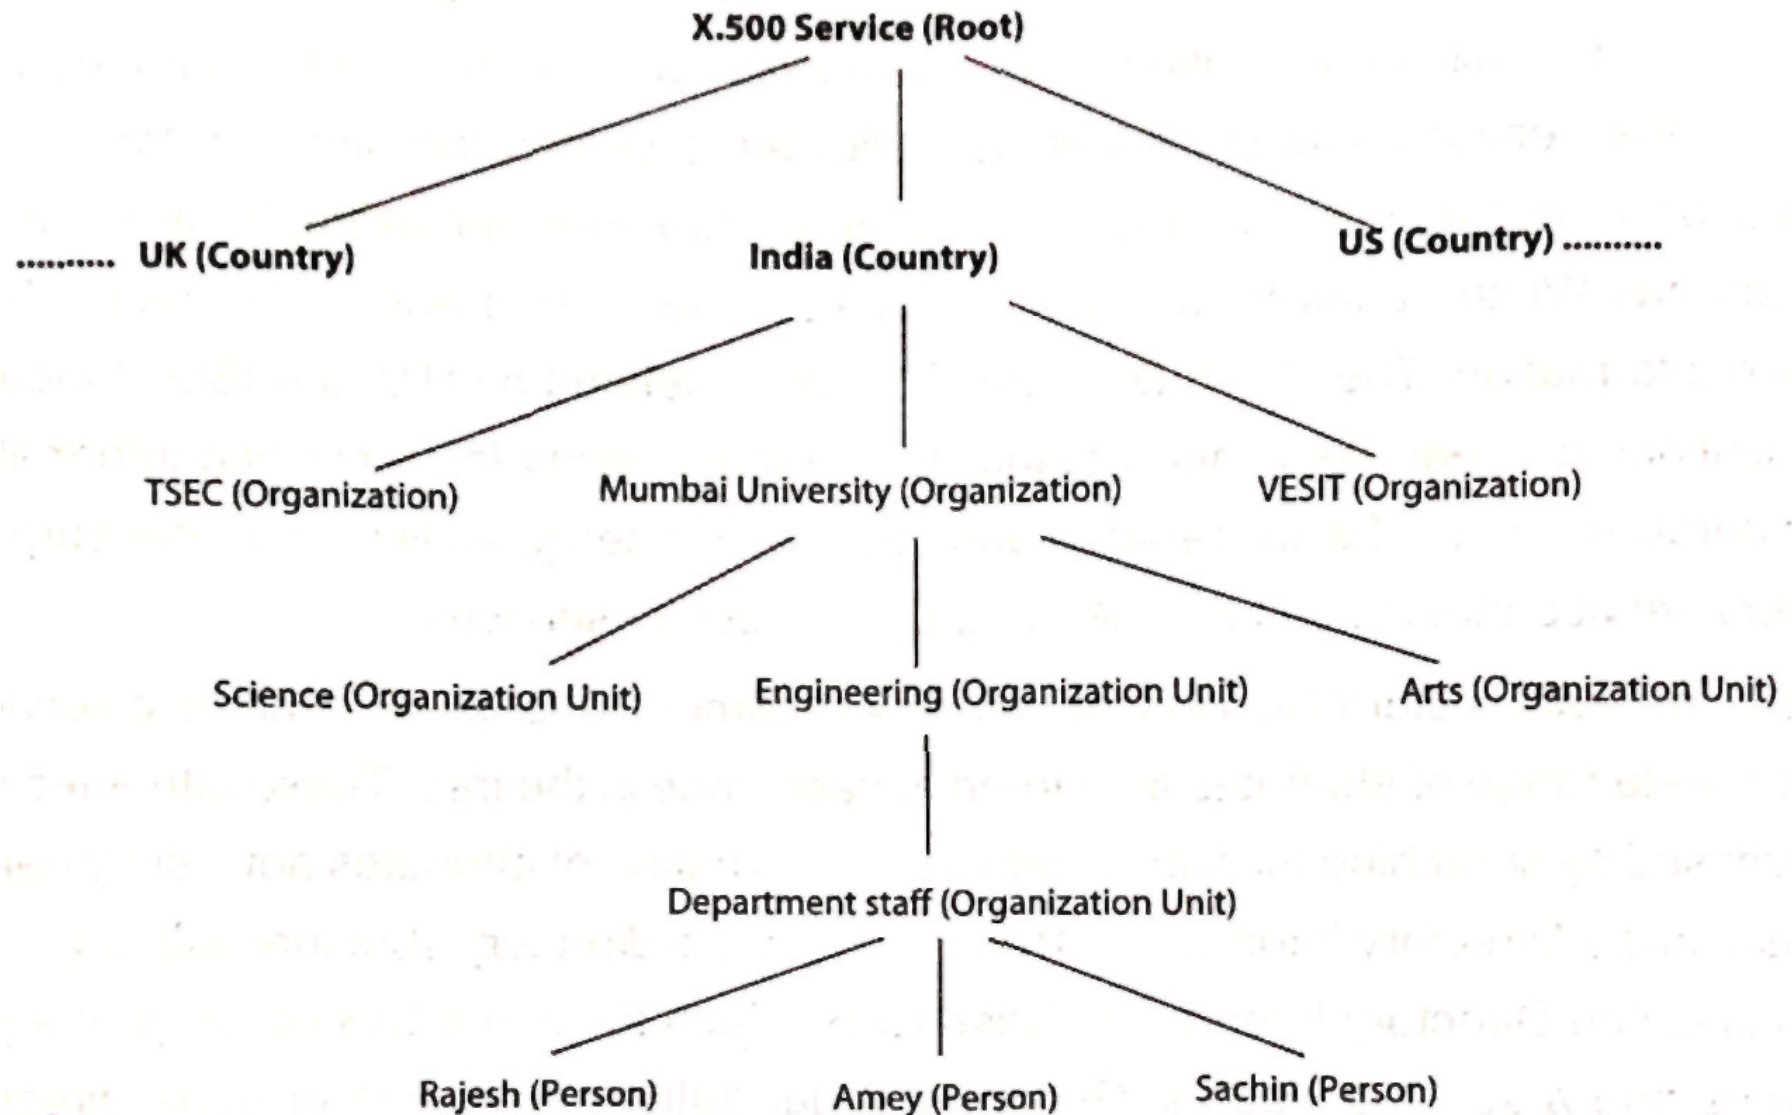 X.500 Service (Root)
.......... UK (Country) India (Country) US (Country) ..........
TSEC (Organization) Mumbai University (Organization) VESIT (Organization)
Science (Organization Unit) Engineering (Organization Unit) Arts (Organization Unit)
Department staff (Organization Unit)
Rajesh (Person) Amey (Person) Sachin (Person)